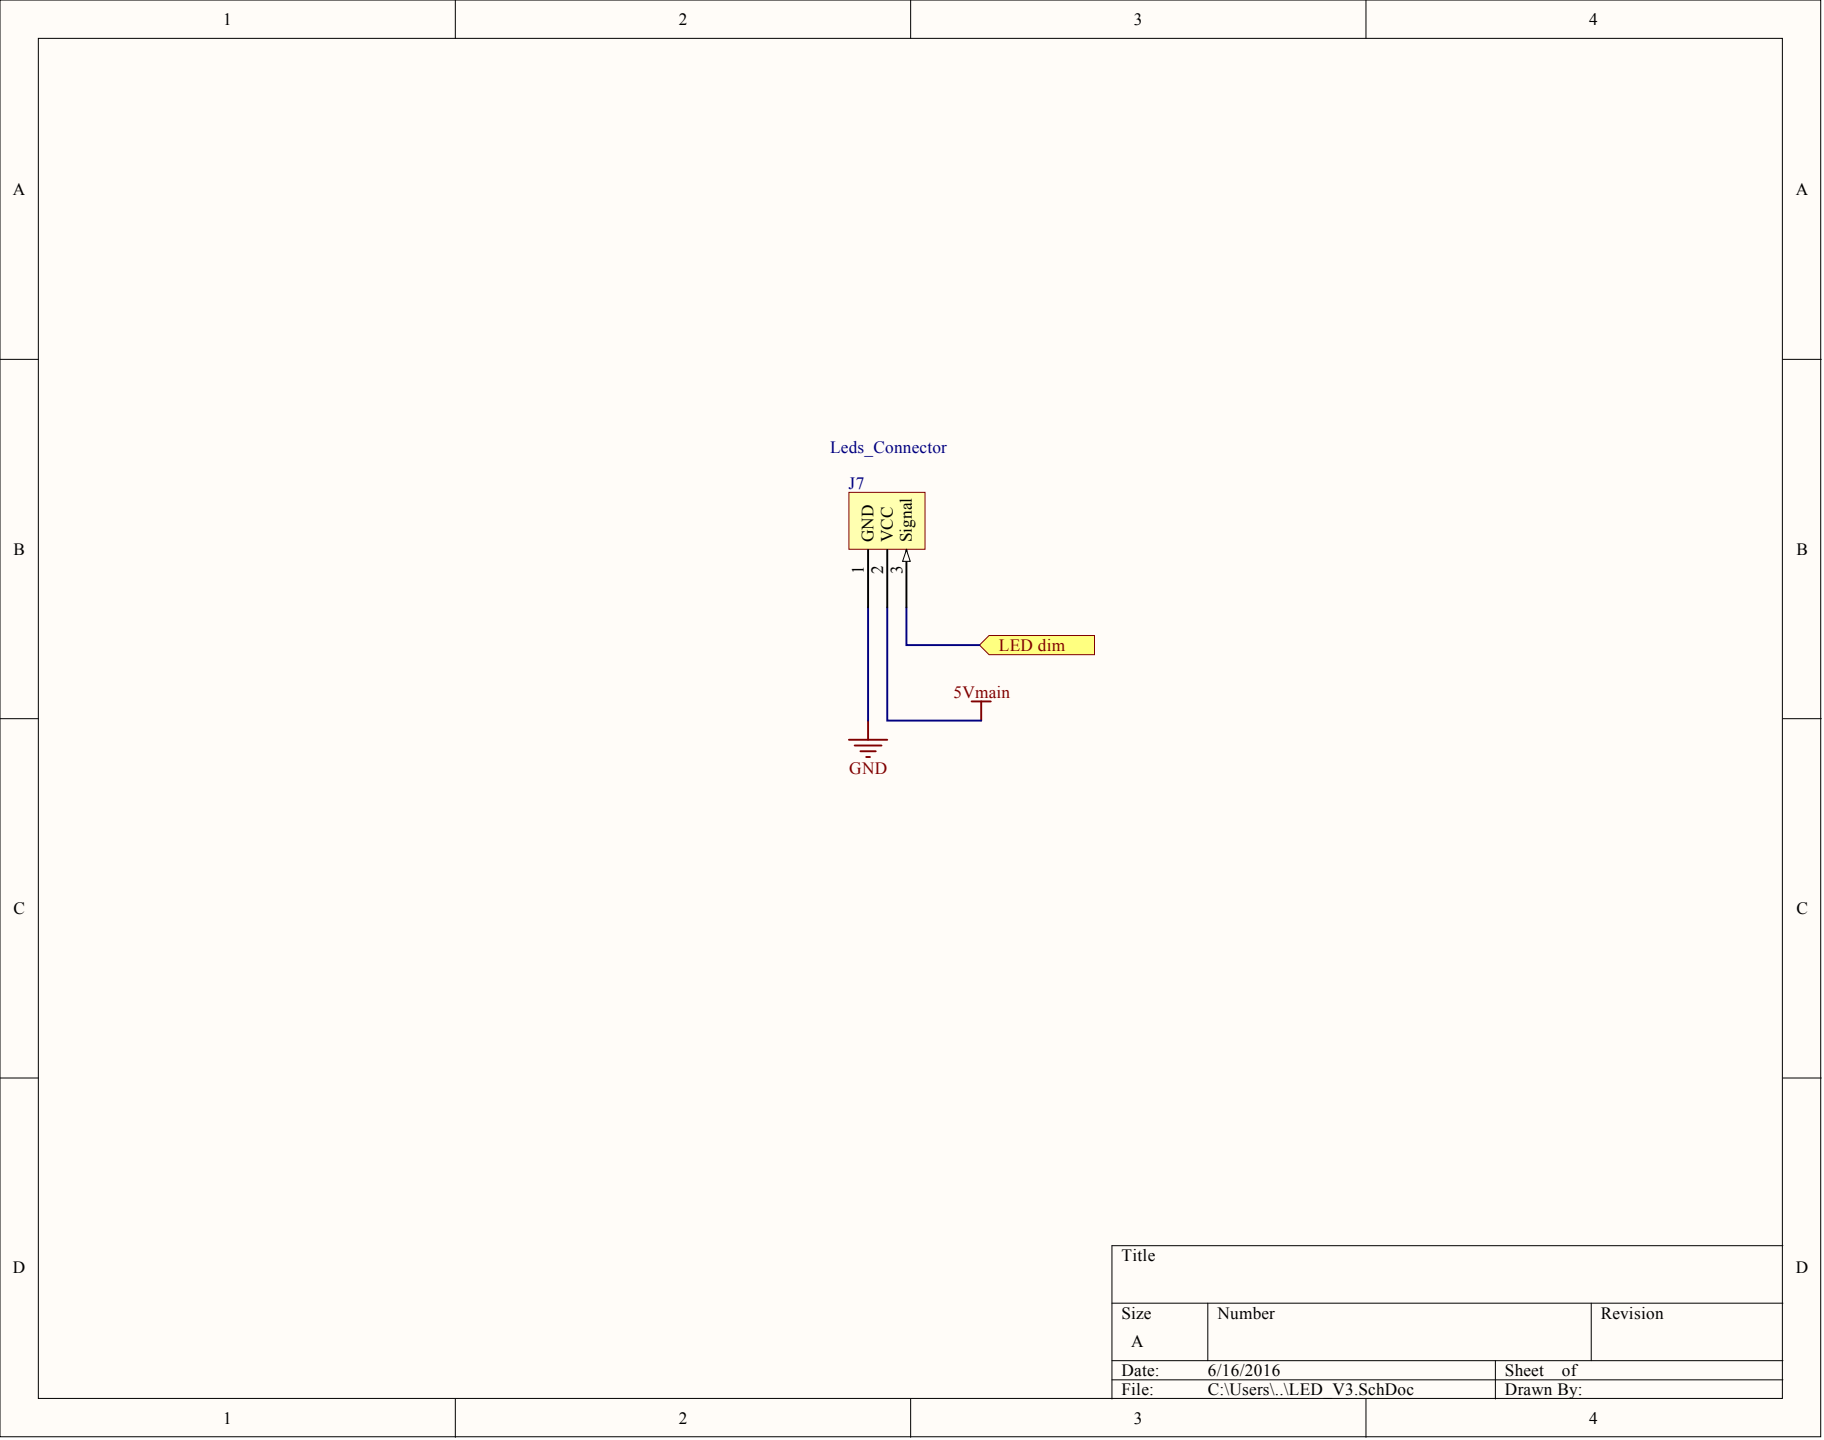 1 2 3 4
A A
Leds_Connector
J7
GND
VCC
Signal
1 2 3
B B
LED dim
5Vmain
GND
C C
Title
D D
Size Number Revision
A
Date: 6/16/2016 Sheet of
File: C:\Users\..\LED_V3.SchDoc Drawn By:
1 2 3 4